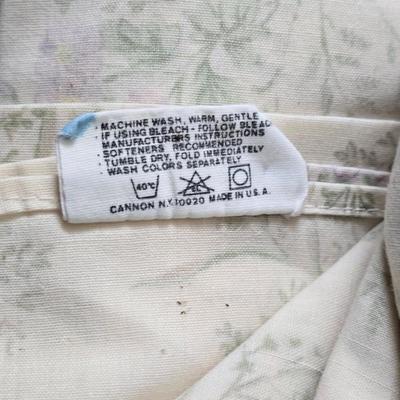 · MACHINE WASH, WARM, GENTLE
· IF USING BLEACH - FOLLOW BLEAC
MANUFACTURERS INSTRUCTIONS
· SOFTENERS RECOMMENDED
· TUMBLE DRY, FOLD IMMEDIATELY
· WASH COLORS SEPARATELY
40°C
CANNON N.Y. 10020 MADE IN U.S.A.